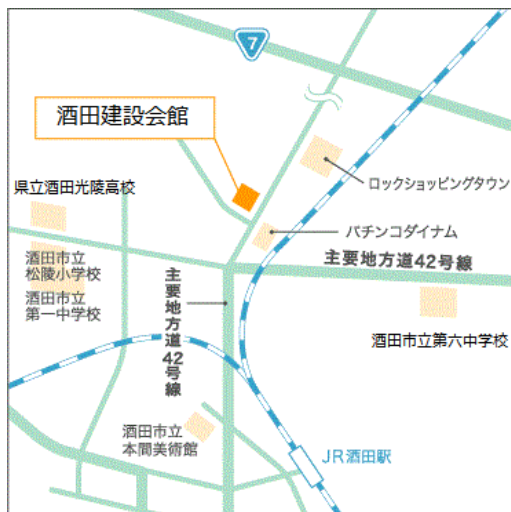 7
酒田建設会館
ロックショッピングタウン
県立酒田光陵高校
パチンコダイナム
主要地方道42号線
酒田市立
松陵小学校
酒田市立
第一中学校
主要地方道42号線
酒田市立第六中学校
酒田市立
本間美術館
JR酒田駅